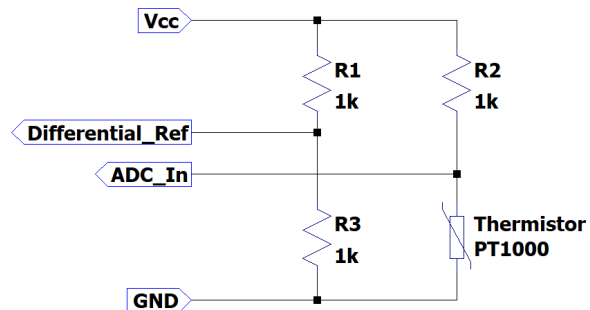 Vcc
R1
1k
R2
1k
Differential_Ref
ADC_In
R3
1k
Thermistor
PT1000
GND